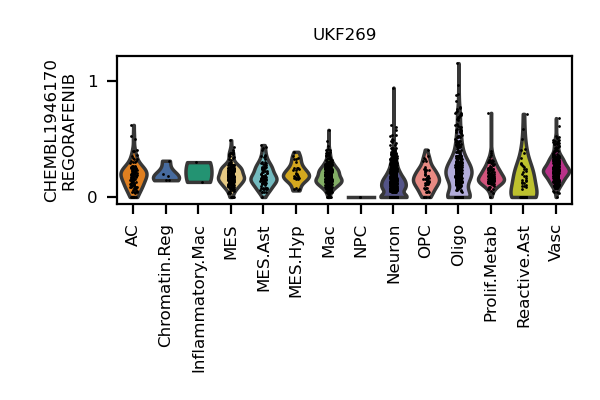 UKF269
CHEMBL1946170
REGORAFENIB
1
0
AC
Chromatin.Reg
Inflammatory.Mac
MES
MES.Ast
MES.Hyp
Mac
NPC
Neuron
OPC
Oligo
Prolif.Metab
Reactive.Ast
Vasc